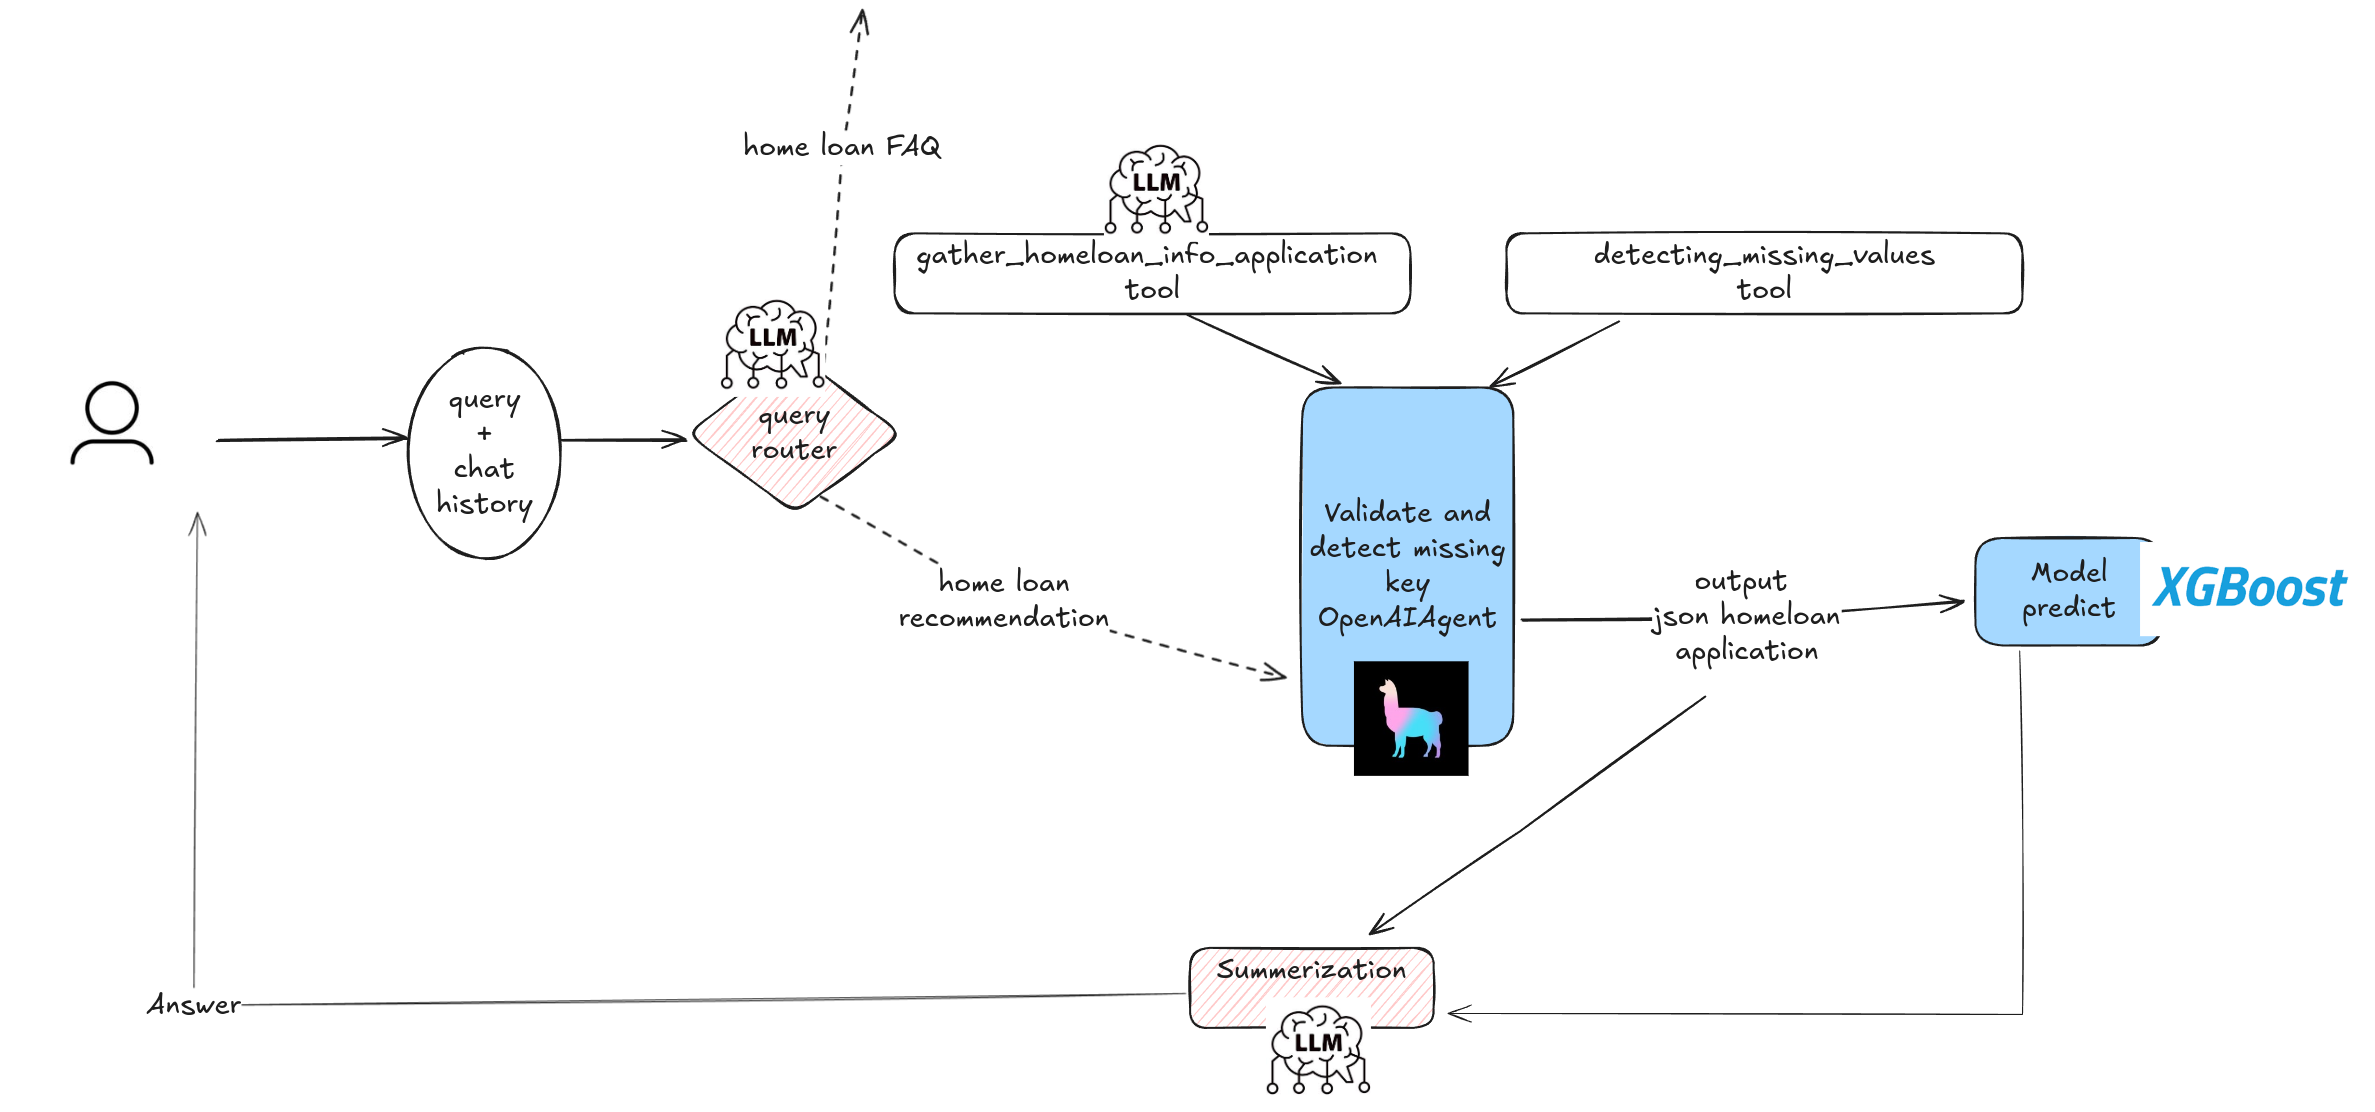 home loan FAQ
LLM
gather_homeloan_info_application
tool
detecting_missing_values
tool
LLM
query
+
chat
history
query
router
Validate and
detect missing
key
OpenAIAgent
home loan
recommendation
output
json homeloan
application
Model
predict
XGBoost
Summerization
LLM
Answer